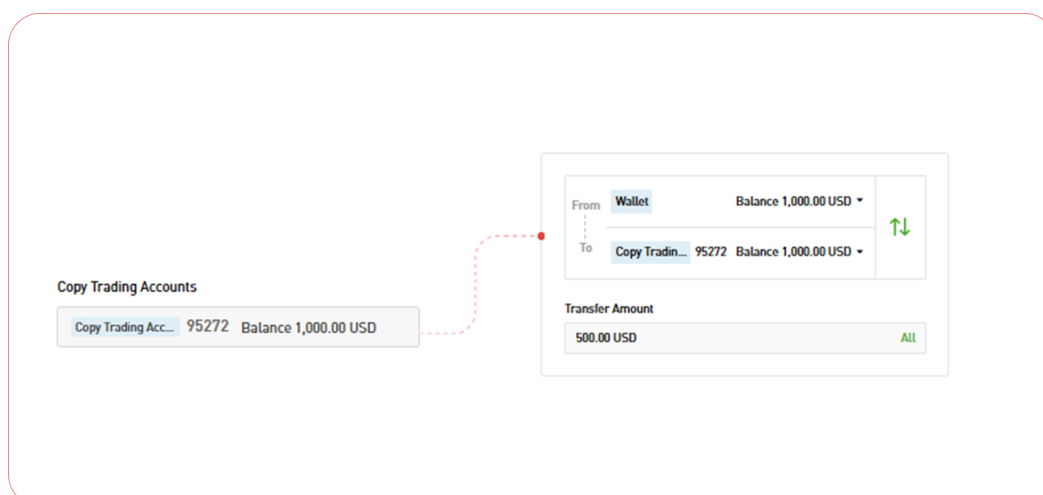 Copy Trading Accounts
Copy Trading Acc... 95272 Balance 1,000.00 USD
From Wallet Balance 1,000.00 USD
To Copy Tradin... 95272 Balance 1,000.00 USD
Transfer Amount
500.00 USD All